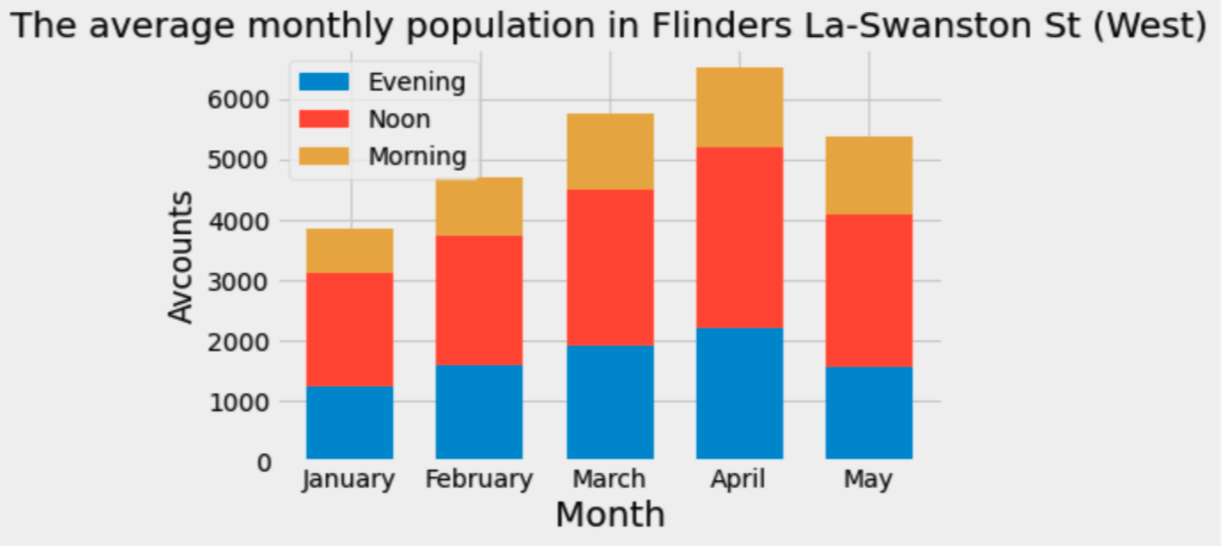 The average monthly population in Flinders La-Swanston St (West)
Evening
Noon
Morning
6000
5000
4000
3000
2000
1000
0
Avcounts
January February March April May
Month